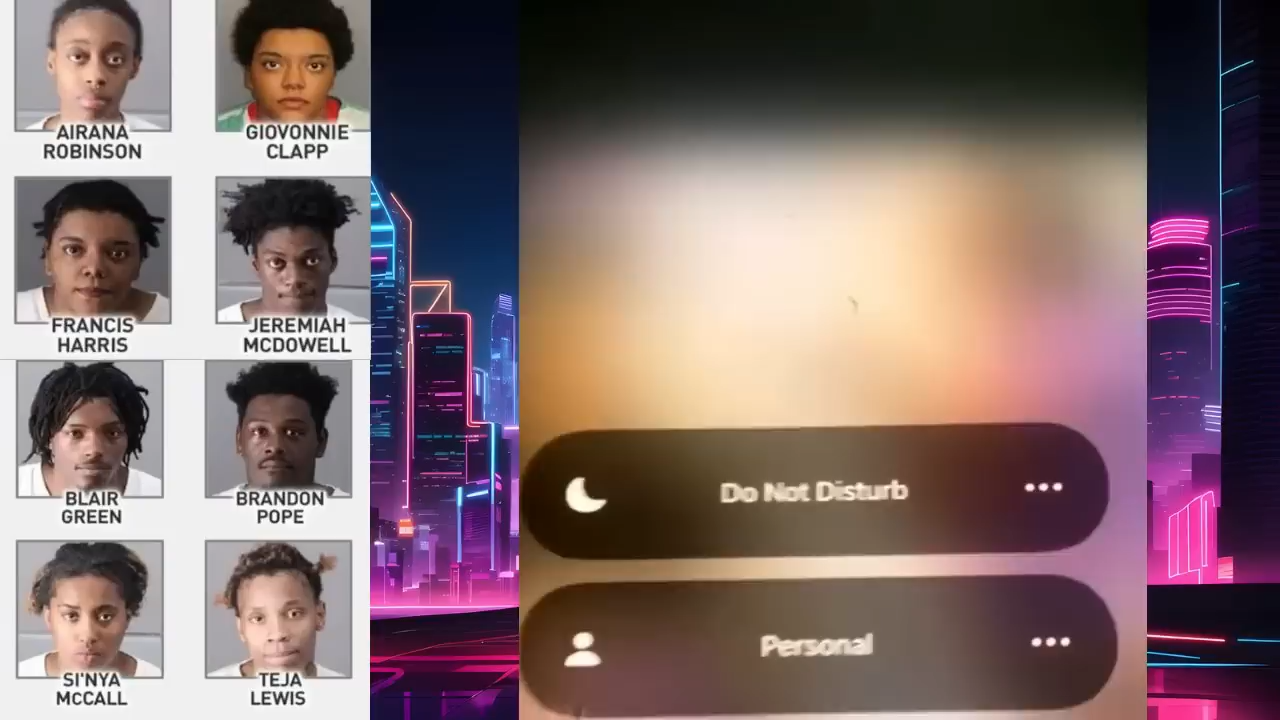 AIRANA
ROBINSON
GIOVONNIE
CLAPP
FRANCIS
HARRIS
JEREMIAH
MCDOWELL
BLAIR
GREEN
BRANDON
POPE
SI'NYA
McCALL
TEJA
LEWIS
Do Not Disturb
Personal